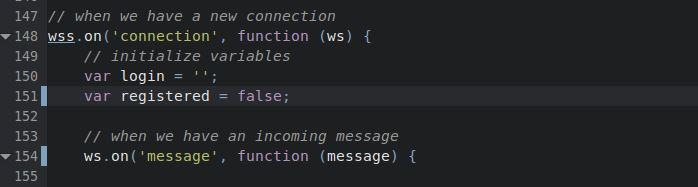 147 // when we have a new connection
148 wss.on('connection', function (ws) {
149     // initialize variables
150     var login = '';
151     var registered = false;
152
153     // when we have an incoming message
154     ws.on('message', function (message) {
155